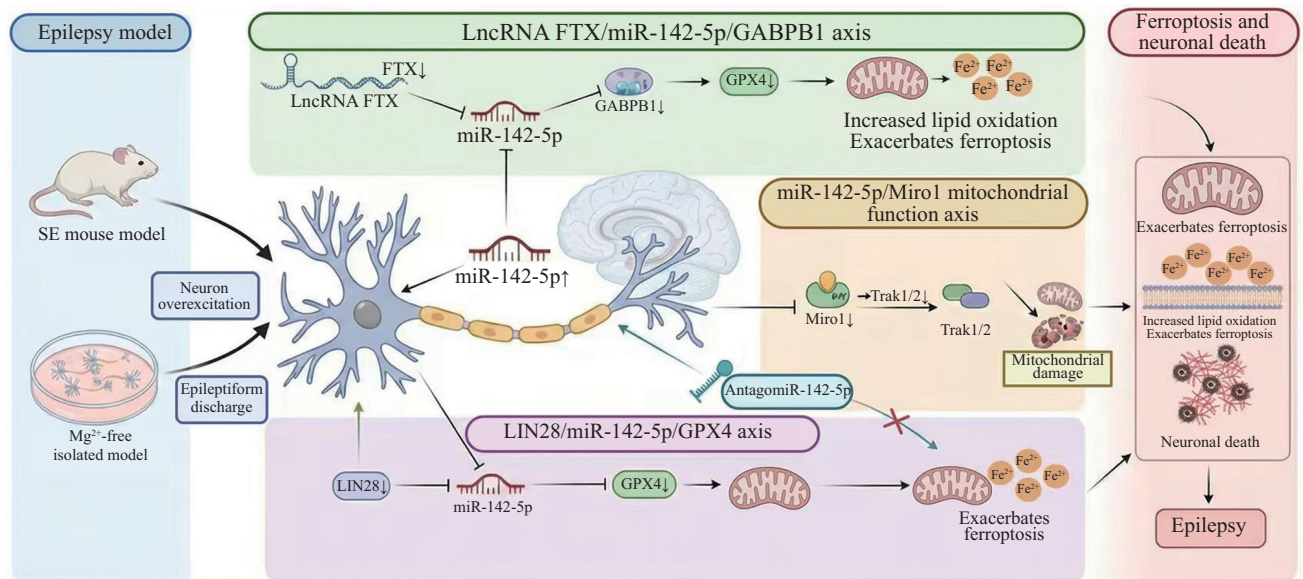 Epilepsy model
SE mouse model
Neuron
overexcitation
Epileptiform
discharge
Mg²⁺-free
isolated model
LncRNA FTX/miR-142-5p/GABPB1 axis
FTX↓
LncRNA FTX
miR-142-5p
GABPB1↓
GPX4↓
Fe²⁺
Fe²⁺
Fe²⁺
Fe²⁺
Increased lipid oxidation
Exacerbates ferroptosis
miR-142-5p↑
miR-142-5p/Miro1 mitochondrial
function axis
Miro1↓
Trak1/2↓
Trak1/2
Mitochondrial
damage
AntagomiR-142-5p
LIN28/miR-142-5p/GPX4 axis
LIN28↓
miR-142-5p
GPX4↓
Fe²⁺
Fe²⁺
Fe²⁺
Fe²⁺
Exacerbates
ferroptosis
Ferroptosis and
neuronal death
Exacerbates ferroptosis
Fe²⁺
Fe²⁺
Fe²⁺
Fe²⁺
Fe²⁺
Increased lipid oxidation
Exacerbates ferroptosis
Neuronal death
Epilepsy